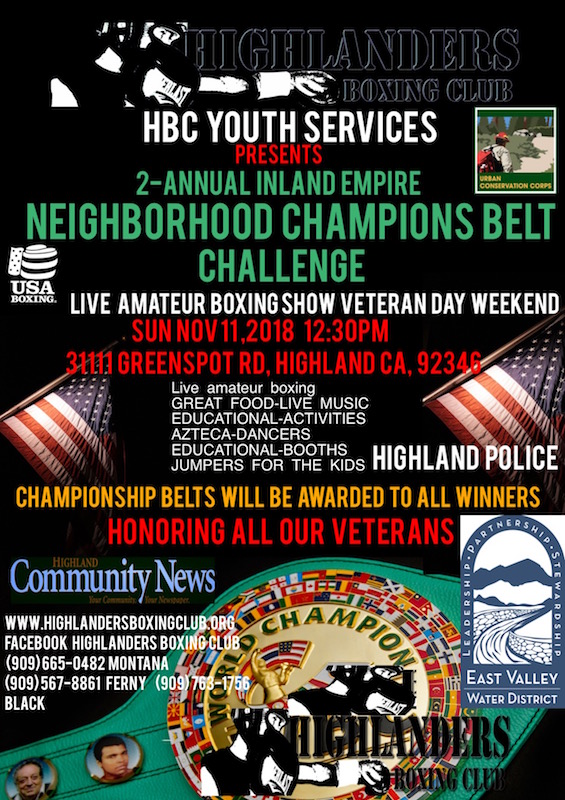 HIGHLANDERS
BOXING CLUB
EVERLAST
HBC YOUTH SERVICES
PRESENTS
2-ANNUAL INLAND EMPIRE
NEIGHBORHOOD CHAMPIONS BELT
CHALLENGE
URBAN
CONSERVATION CORPS
USA
BOXING
LIVE AMATEUR BOXING SHOW VETERAN DAY WEEKEND
SUN NOV 11,2018 12:30PM
31111 GREENSPOT RD, HIGHLAND CA, 92346
Live amateur boxing
GREAT FOOD-LIVE MUSIC
EDUCATIONAL-ACTIVITIES
AZTECA-DANCERS
EDUCATIONAL-BOOTHS
JUMPERS FOR THE KIDS
HIGHLAND POLICE
CHAMPIONSHIP BELTS WILL BE AWARDED TO ALL WINNERS
HONORING ALL OUR VETERANS
HIGHLAND
Community News
Your Community, Your Newspaper.
Leadership·Partnership·Stewardship
EAST VALLEY
WATER DISTRICT
WORLD CHAMPION
WWW.HIGHLANDERSBOXINGCLUB.ORG
FACEBOOK HIGHLANDERS BOXING CLUB
(909)665-0482 MONTANA
(909)567-8861 FERNY (909)763-1756
BLACK
HIGHLANDERS
BOXING CLUB